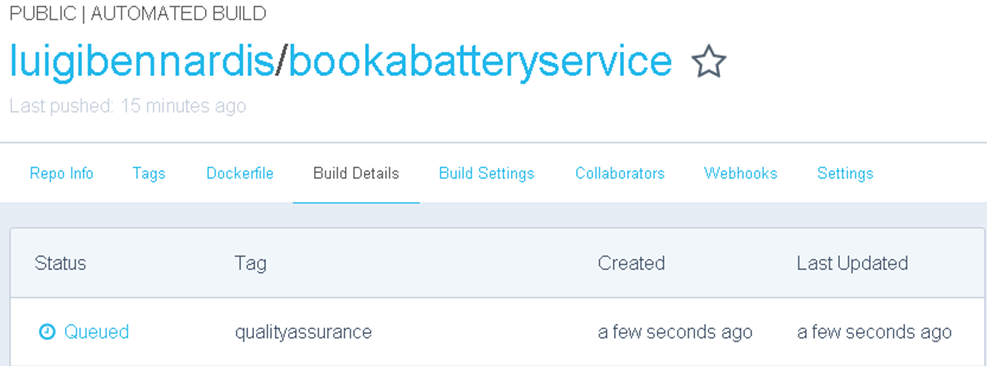 PUBLIC | AUTOMATED BUILD
luigibennardis/bookabatteryservice
Last pushed: 15 minutes ago
Repo Info Tags Dockerfile Build Details Build Settings Collaborators Webhooks Settings
Status Tag Created Last Updated
Queued qualityassurance a few seconds ago a few seconds ago